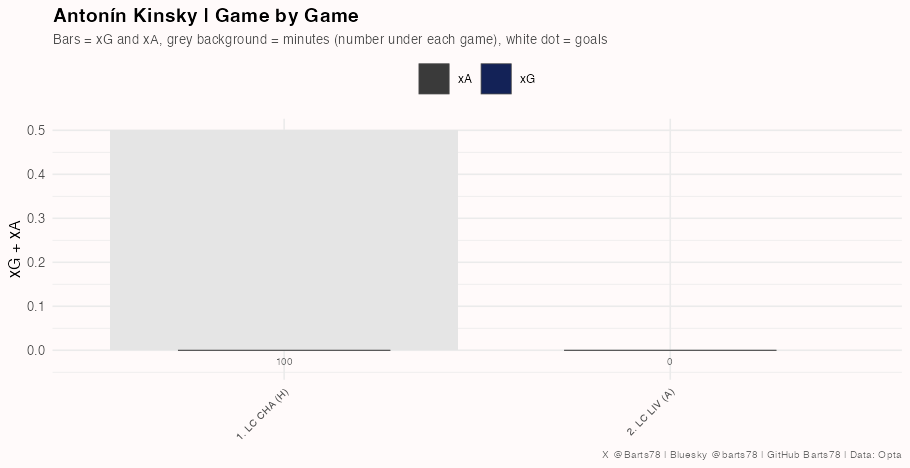 Antonín Kinsky | Game by Game
Bars = xG and xA, grey background = minutes (number under each game), white dot = goals
xA xG
xG + xA
0.5
0.4
0.3
0.2
0.1
0.0
100 0
1. LC CHA (H) 2. LC LIV (A)
X @Barts78 | Bluesky @barts78 | GitHub Barts78 | Data: Opta